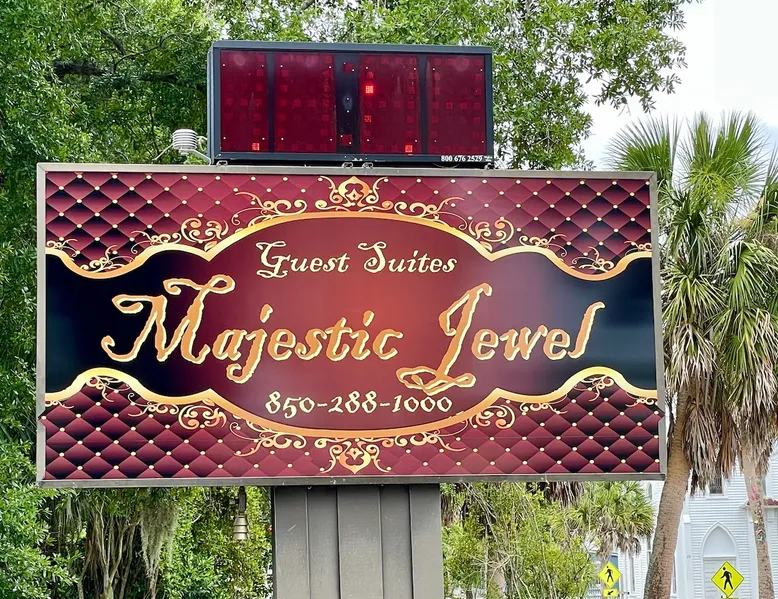 800 676 2529
Guest Suites
Majestic Jewel
850-288-1000